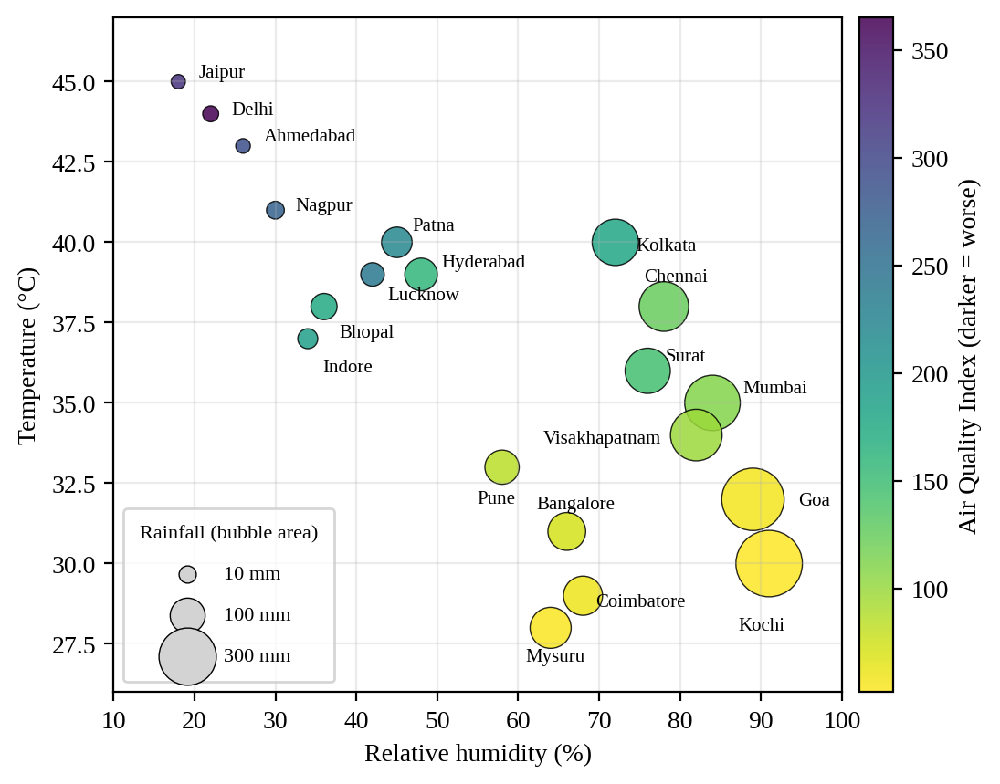 45.0
42.5
40.0
37.5
35.0
32.5
30.0
27.5
Temperature (°C)
Jaipur
Delhi
Ahmedabad
Nagpur
Patna
Hyderabad
Lucknow
Bhopal
Indore
Kolkata
Chennai
Surat
Mumbai
Visakhapatnam
Pune
Bangalore
Goa
Coimbatore
Kochi
Mysuru
Rainfall (bubble area)
10 mm
100 mm
300 mm
10 20 30 40 50 60 70 80 90 100
Relative humidity (%)
350
300
250
200
150
100
Air Quality Index (darker = worse)